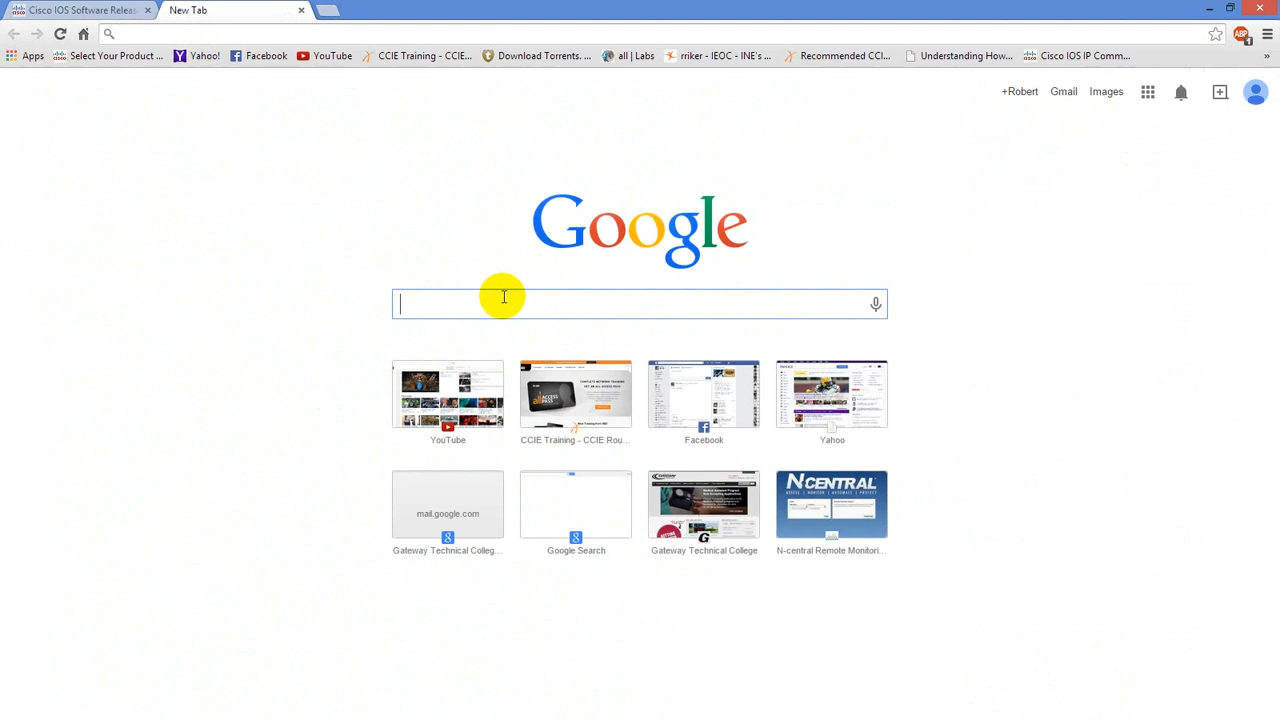 Cisco IOS Software Releas
New Tab
Apps
Select Your Product ...
Yahoo!
Facebook
YouTube
CCIE Training - CCIE...
Download Torrents. ...
all | Labs
rriker - IEOC - INE's ...
Recommended CCI...
Understanding How...
Cisco IOS IP Comm...
»
+Robert
Gmail
Images
Google
YouTube
CCIE Training - CCIE Rou...
Facebook
Yahoo
mail.google.com
N-CENTRAL
Gateway Technical Colleg...
Google Search
Gateway Technical College
N-central Remote Monitori...